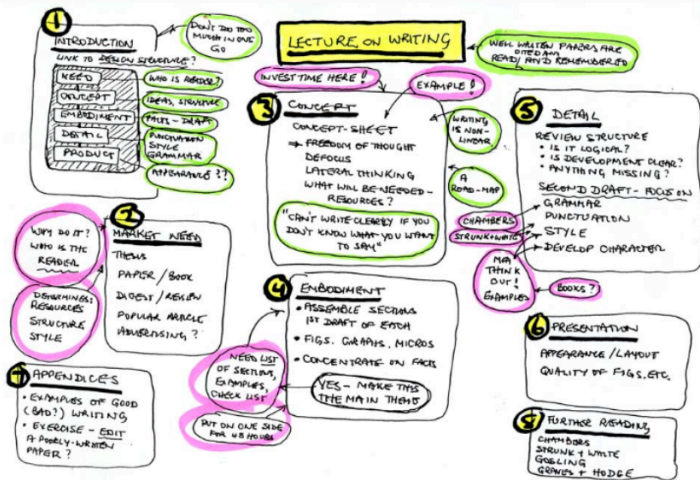 LECTURE ON WRITING
WELL WRITTEN PAPERS ARE
READ AND REMEMBERED
DON'T DO TOO
MUCH IN ONE
GO
1
INTRODUCTION
LINK TO DESIGN STRUCTURE?
NEED
CONCEPT
EMBODIMENT
DETAIL
PRODUCT
WHO IS READER?
IDEAS, STRUCTURE
FACTS - DRAFT
PUNCTUATION
STYLE
GRAMMAR
APPEARANCE??
2
MARKET NEED
THESIS
PAPER/BOOK
DIGEST/REVIEW
POPULAR ARTICLE
ADVERTISING?
WHY DO IT?
WHO IS THE
READER
DETERMINES:
RESOURCES
STRUCTURE
STYLE
INVEST TIME HERE!
EXAMPLE!
3
CONCEPT
CONCEPT-SHEET
→ FREEDOM OF THOUGHT
DEFOCUS
LATERAL THINKING
WHAT WILL BE NEEDED-
RESOURCES?
"CAN'T WRITE CLEARLY IF YOU
DON'T KNOW WHAT YOU WANT
TO SAY"
WRITING
IS NON-
LINEAR
A
ROAD-MAP
4
EMBODIMENT
• ASSEMBLE SECTIONS
1ST DRAFT OF EACH
• FIGS. GRAPHS, MICROS
• CONCENTRATE ON FACTS
YES - MAKE THIS
THE MAIN THEME
NEED LIST
OF SECTIONS,
EXAMPLES,
CHECK LIST
PUT ON ONE SIDE
FOR 48 HOURS
5
DETAIL
REVIEW STRUCTURE
• IS IT LOGICAL?
• IS DEVELOPMENT CLEAR?
• ANYTHING MISSING?
SECOND DRAFT - FOCUS ON
GRAMMAR
PUNCTUATION
STYLE
DEVELOP CHARACTER
CHAMBERS
STRUNK+WHITE
THINK
OUT!
EXAMPLES
BOOKS?
6
PRESENTATION
APPEARANCE/LAYOUT
QUALITY OF FIGS. ETC.
7
APPENDICES
• EXAMPLES OF GOOD
(BAD?) WRITING
• EXERCISE - EDIT
A POORLY-WRITTEN
PAPER?
8
FURTHER READING
CHAMBERS
STRUNK + WHITE
GOSLING
GRAVES + HODGE